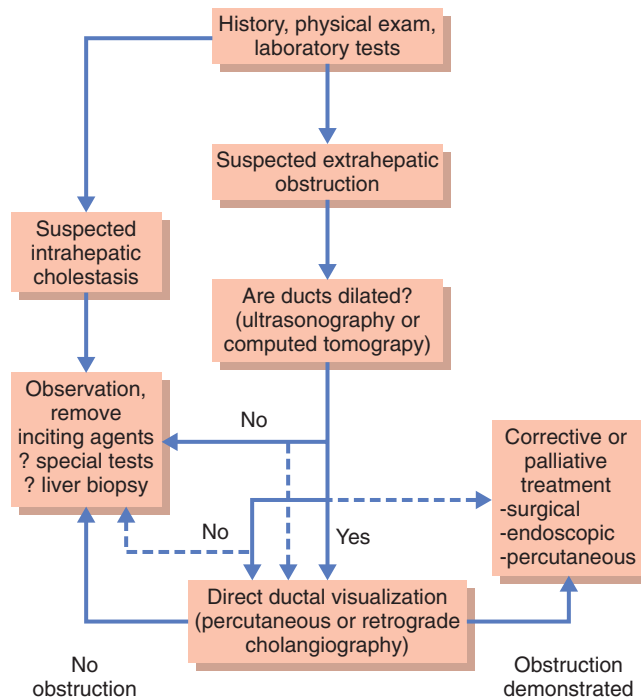 History, physical exam,
laboratory tests
Suspected extrahepatic
obstruction
Suspected
intrahepatic
cholestasis
Are ducts dilated?
(ultrasonography or
computed tomograpy)
Observation,
remove
inciting agents
? special tests
? liver biopsy
No
Corrective or
palliative
treatment
-surgical
-endoscopic
-percutaneous
No
Yes
Direct ductal visualization
(percutaneous or retrograde
cholangiography)
No
obstruction
Obstruction
demonstrated